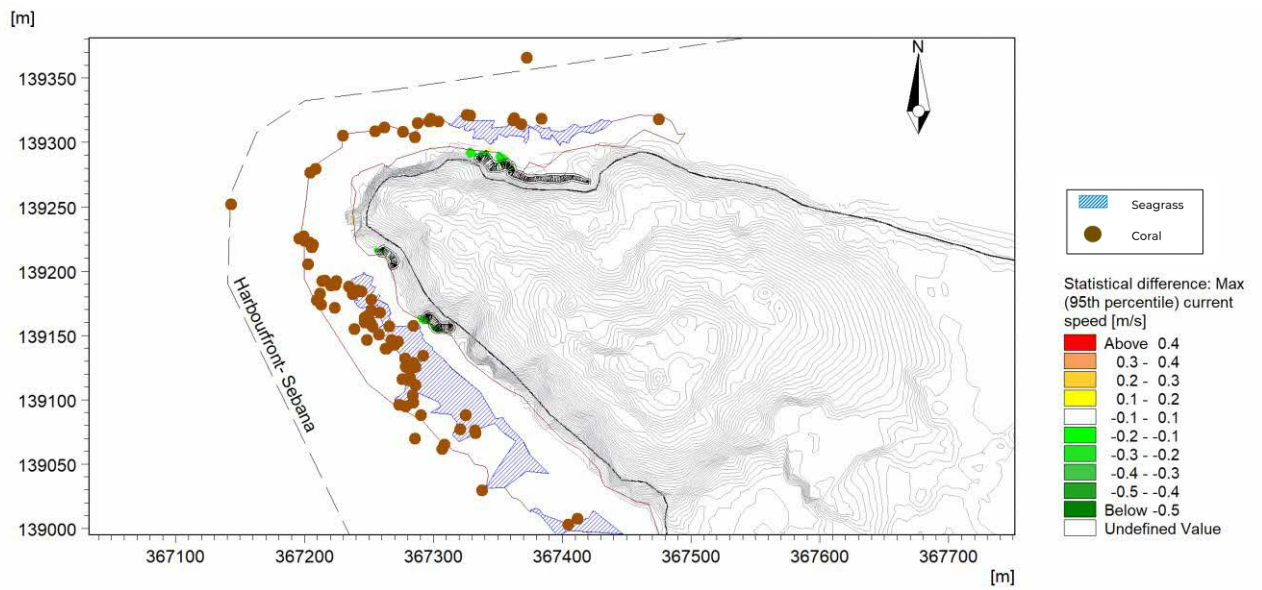 [m]
N
139350
139300
139250
139200
139150
139100
139050
139000
Harbourfront- Sebana
367100 367200 367300 367400 367500 367600 367700
[m]
Seagrass
Coral
Statistical difference: Max
(95th percentile) current
speed [m/s]
Above 0.4
0.3 - 0.4
0.2 - 0.3
0.1 - 0.2
-0.1 - 0.1
-0.2 - -0.1
-0.3 - -0.2
-0.4 - -0.3
-0.5 - -0.4
Below -0.5
Undefined Value